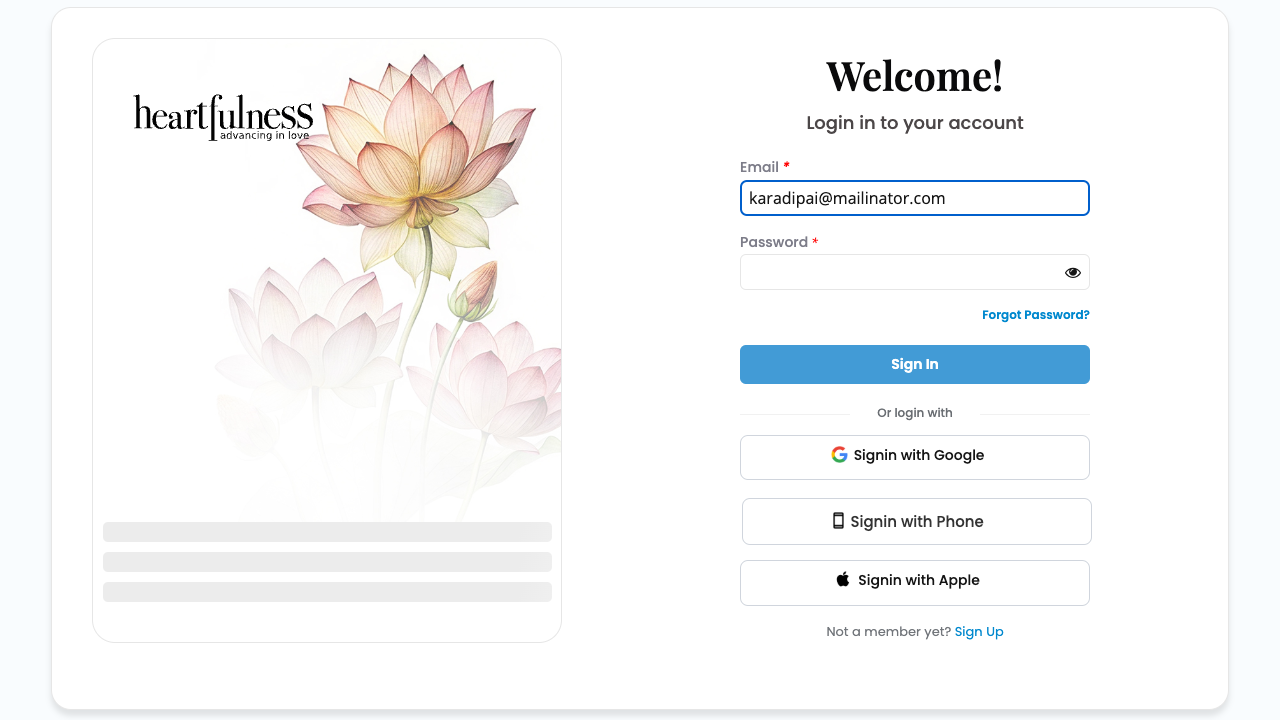 heartfulness
advancing in love
Welcome!
Login in to your account
Email *
karadipai@mailinator.com
Password *
Forgot Password?
Sign In
Or login with
Signin with Google
Signin with Phone
Signin with Apple
Not a member yet? Sign Up